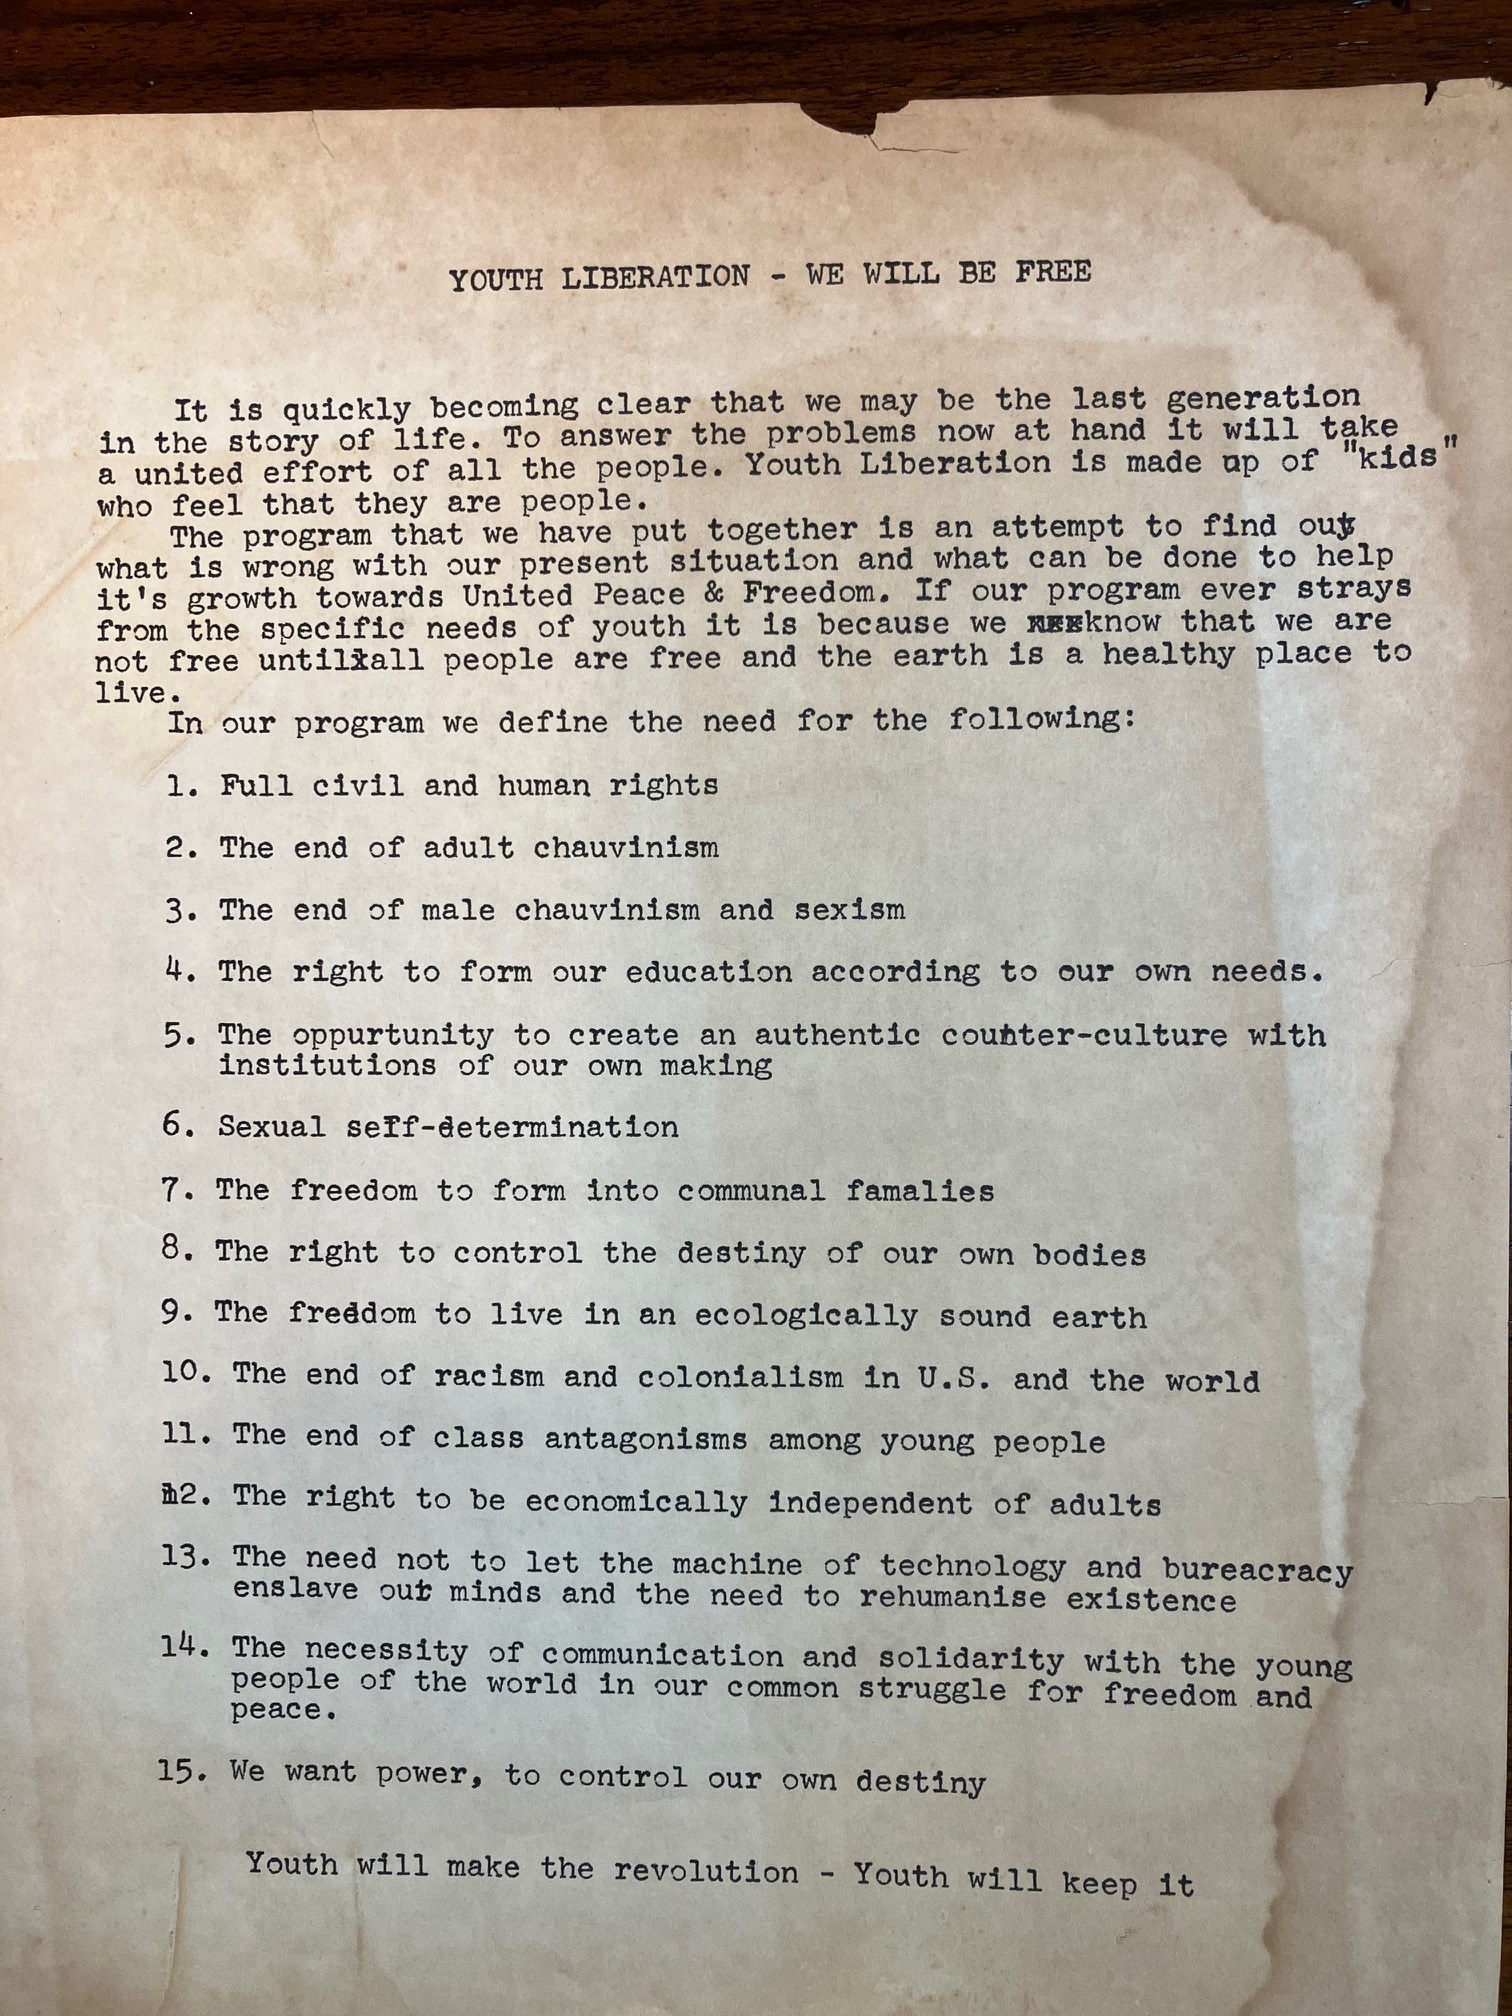 YOUTH LIBERATION - WE WILL BE FREE
It is quickly becoming clear that we may be the last generation
in the story of life. To answer the problems now at hand it will take
a united effort of all the people. Youth Liberation is made up of "kids"
who feel that they are people.
The program that we have put together is an attempt to find out
what is wrong with our present situation and what can be done to help
it's growth towards United Peace & Freedom. If our program ever strays
from the specific needs of youth it is because we know that we are
not free until all people are free and the earth is a healthy place to
live.
In our program we define the need for the following:
1. Full civil and human rights
2. The end of adult chauvinism
3. The end of male chauvinism and sexism
4. The right to form our education according to our own needs.
5. The oppurtunity to create an authentic counter-culture with
institutions of our own making
6. Sexual self-determination
7. The freedom to form into communal famalies
8. The right to control the destiny of our own bodies
9. The freedom to live in an ecologically sound earth
10. The end of racism and colonialism in U.S. and the world
11. The end of class antagonisms among young people
12. The right to be economically independent of adults
13. The need not to let the machine of technology and bureacracy
enslave our minds and the need to rehumanise existence
14. The necessity of communication and solidarity with the young
people of the world in our common struggle for freedom and
peace.
15. We want power, to control our own destiny
Youth will make the revolution - Youth will keep it